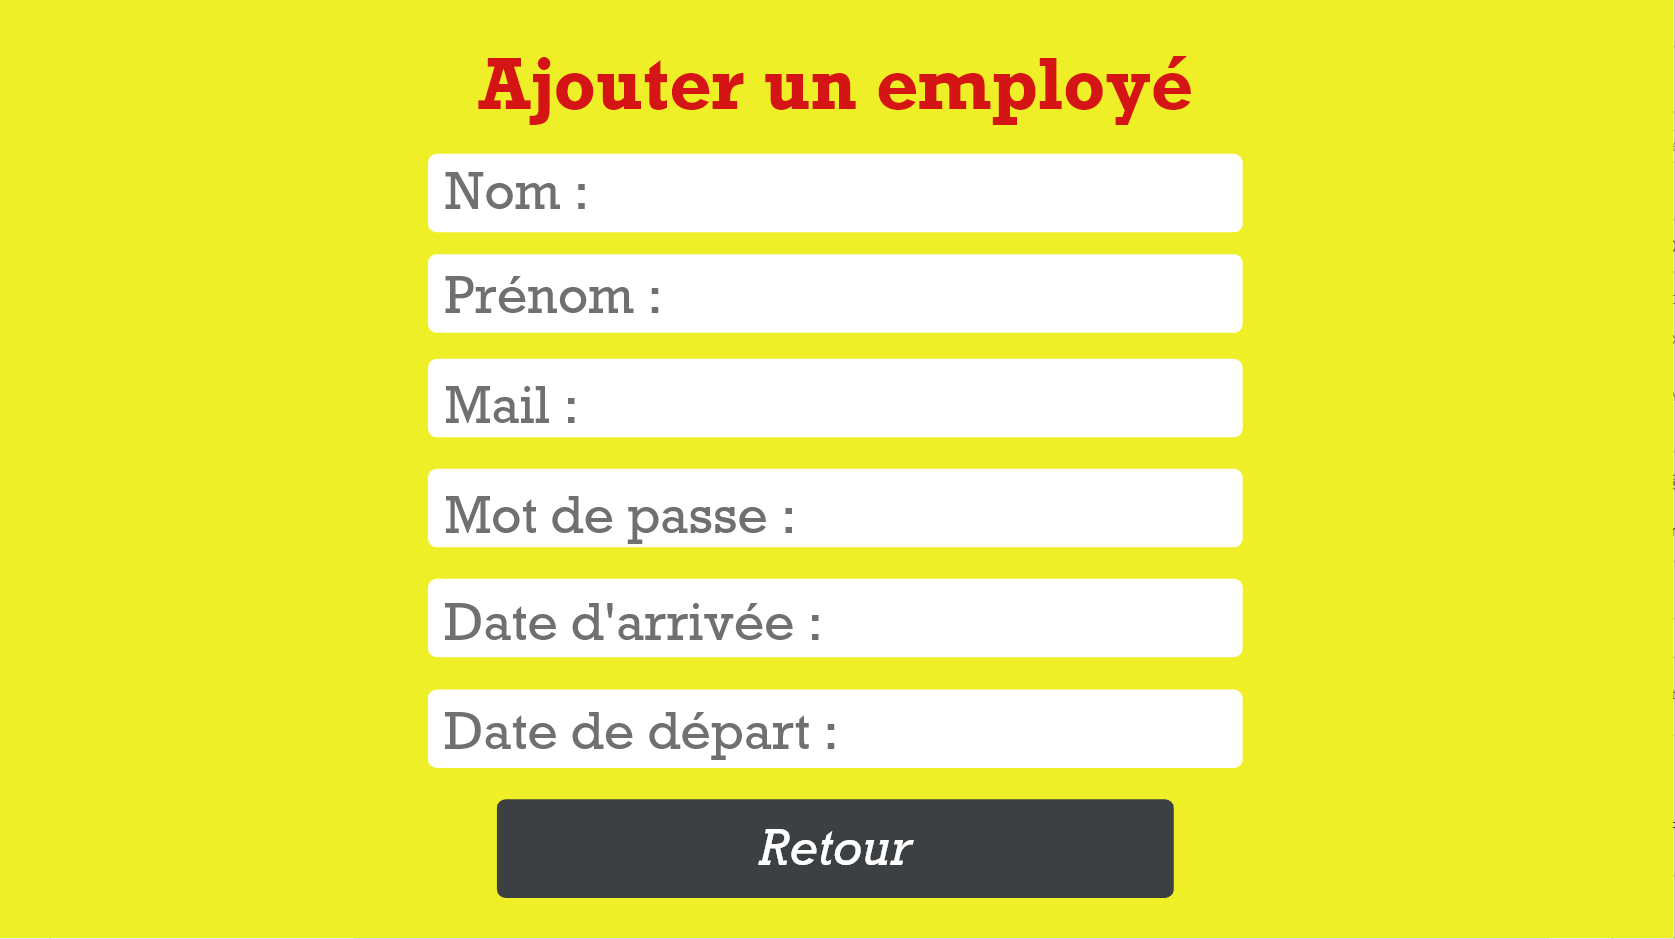 Ajouter un employé
Nom :
Prénom :
Mail :
Mot de passe :
Date d'arrivée :
Date de départ :
Retour